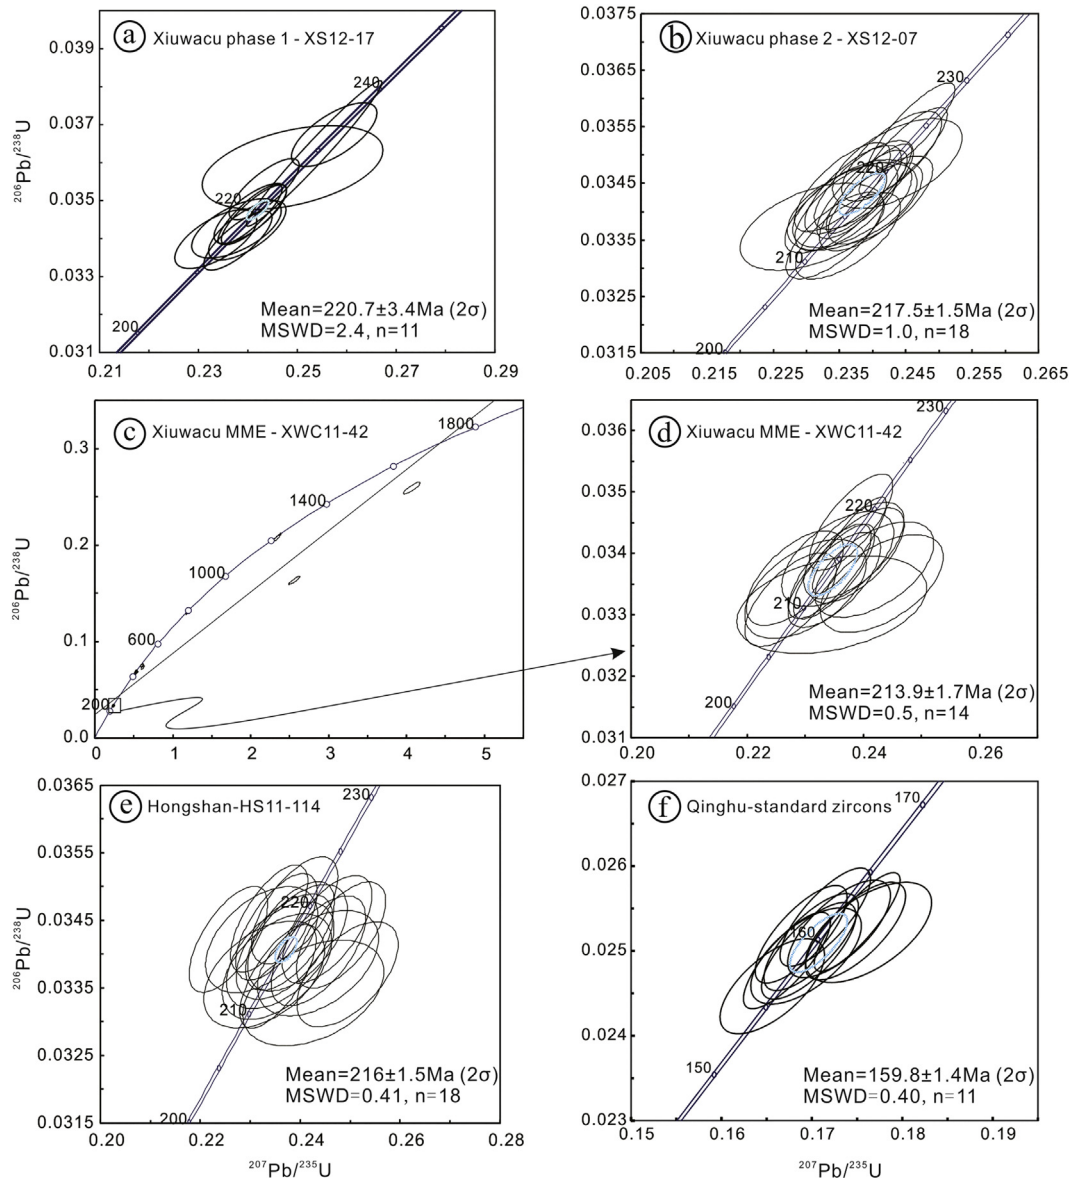 a Xiuwacu phase 1 - XS12-17
0.039
0.037
0.035
0.033
0.031
206Pb/238U
240
220
200
Mean=220.7±3.4Ma (2σ)
MSWD=2.4, n=11
0.21 0.23 0.25 0.27 0.29
b Xiuwacu phase 2 - XS12-07
0.0375
0.0365
0.0355
0.0345
0.0335
0.0325
0.0315
230
220
210
200
Mean=217.5±1.5Ma (2σ)
MSWD=1.0, n=18
0.205 0.215 0.225 0.235 0.245 0.255 0.265
c Xiuwacu MME - XWC11-42
0.3
0.2
0.1
0.0
206Pb/238U
1800
1400
1000
600
200
0 1 2 3 4 5
d Xiuwacu MME - XWC11-42
0.036
0.035
0.034
0.033
0.032
0.031
230
220
210
200
Mean=213.9±1.7Ma (2σ)
MSWD=0.5, n=14
0.20 0.22 0.24 0.26
e Hongshan-HS11-114
0.0365
0.0355
0.0345
0.0335
0.0325
0.0315
206Pb/238U
230
220
210
200
Mean=216±1.5Ma (2σ)
MSWD=0.41, n=18
0.20 0.22 0.24 0.26 0.28
207Pb/235U
f Qinghu-standard zircons
0.027
0.026
0.025
0.024
0.023
170
160
150
Mean=159.8±1.4Ma (2σ)
MSWD=0.40, n=11
0.15 0.17 0.18 0.19
207Pb/235U